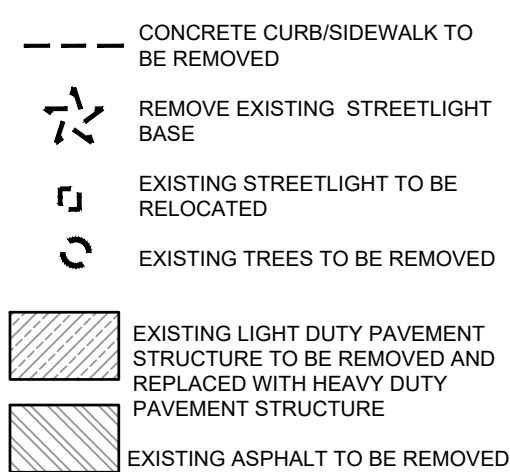 CONCRETE CURB/SIDEWALK TO
BE REMOVED
REMOVE EXISTING STREETLIGHT
BASE
EXISTING STREETLIGHT TO BE
RELOCATED
EXISTING TREES TO BE REMOVED
EXISTING LIGHT DUTY PAVEMENT
STRUCTURE TO BE REMOVED AND
REPLACED WITH HEAVY DUTY
PAVEMENT STRUCTURE
EXISTING ASPHALT TO BE REMOVED